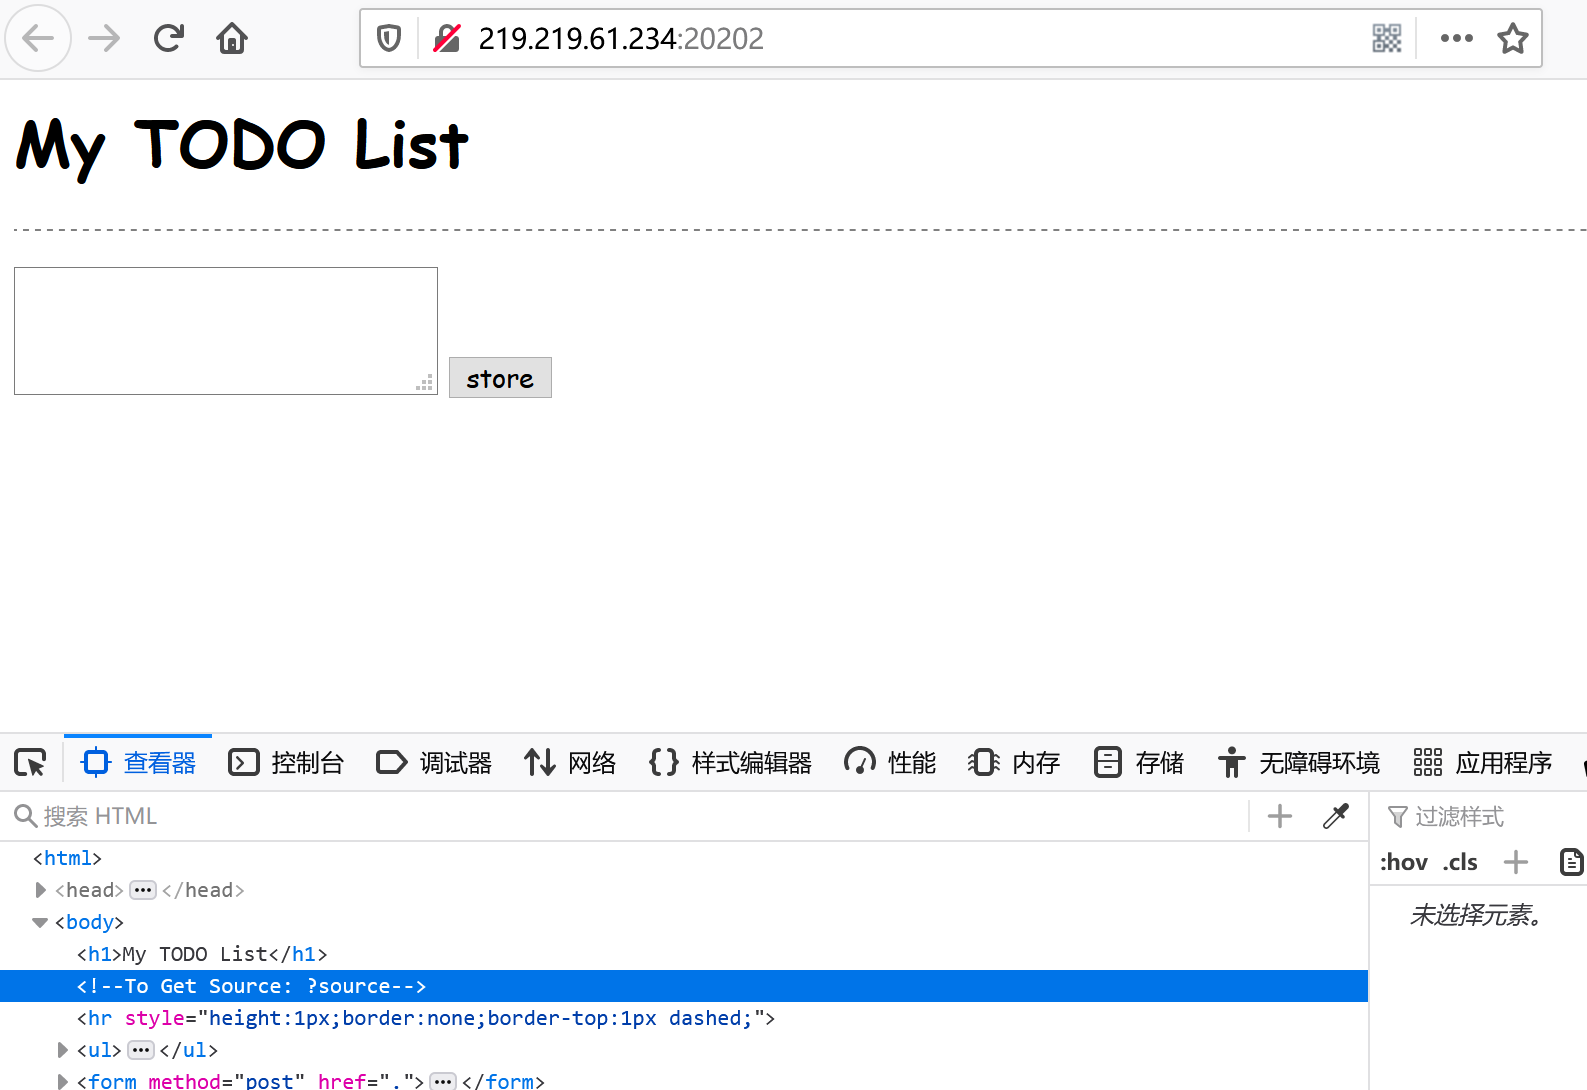 219.219.61.234:20202
My TODO List
store
查看器 控制台 调试器 网络 样式编辑器 性能 内存 存储 无障碍环境 应用程序
搜索 HTML
过滤样式
:hov .cls
未选择元素。
<html>
<head> ••• </head>
<body>
<h1>My TODO List</h1>
<!--To Get Source: ?source-->
<hr style="height:1px;border:none;border-top:1px dashed;">
<ul> ••• </ul>
<form method="post" href="."> ••• </form>